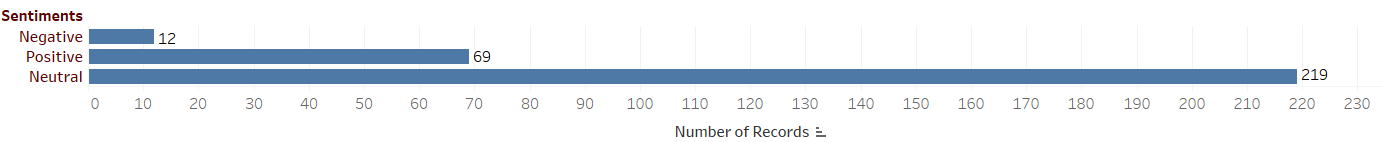 Sentiments
Negative 12
Positive 69
Neutral 219
0 10 20 30 40 50 60 70 80 90 100 110 120 130 140 150 160 170 180 190 200 210 220 230
Number of Records